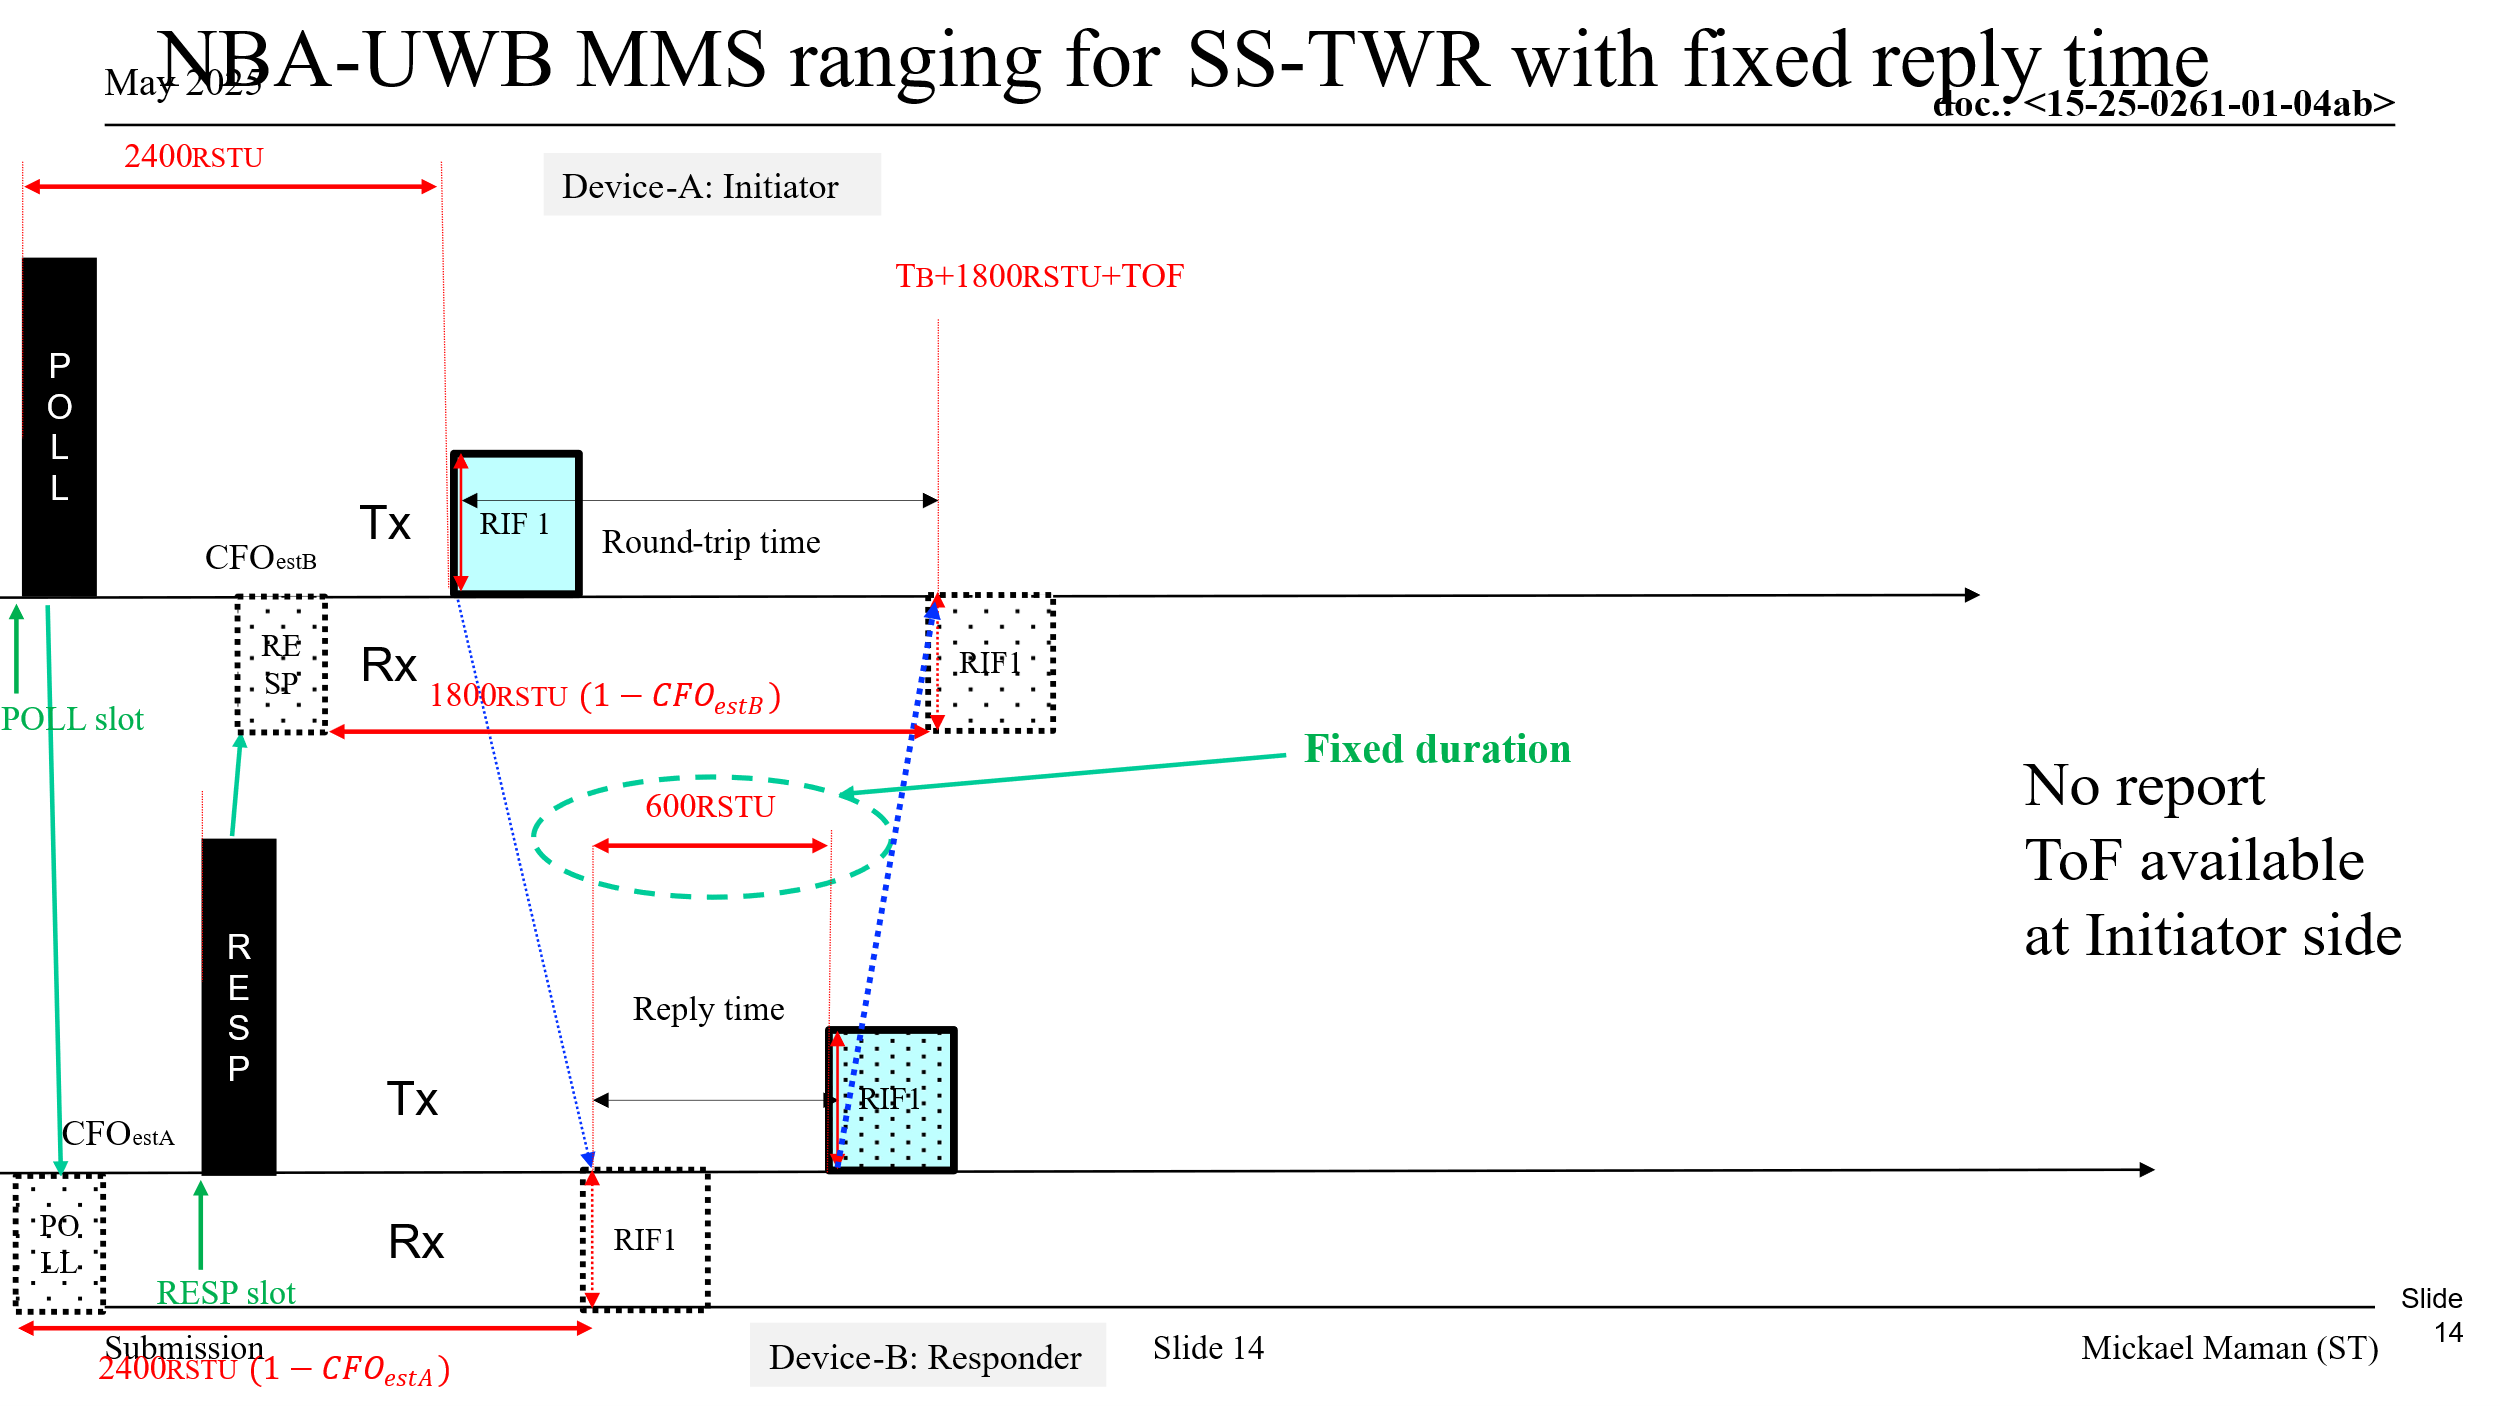 NBA-UWB MMS ranging for SS-TWR with fixed reply time
May 2025
doc.: <15-25-0261-01-04ab>
2400RSTU
Device-A: Initiator
TB+1800RSTU+TOF
P
O
L
L
Tx
RIF 1
Round-trip time
CFOestB
RE
SP
Rx
RIF1
1800RSTU (1 − CFOestB)
POLL slot
Fixed duration
600RSTU
No report
ToF available
at Initiator side
R
E
S
P
Reply time
Tx
RIF1
CFOestA
PO
LL
Rx
RIF1
RESP slot
Submission
2400RSTU (1 − CFOestA)
Device-B: Responder
Slide 14
Mickael Maman (ST)
Slide
14